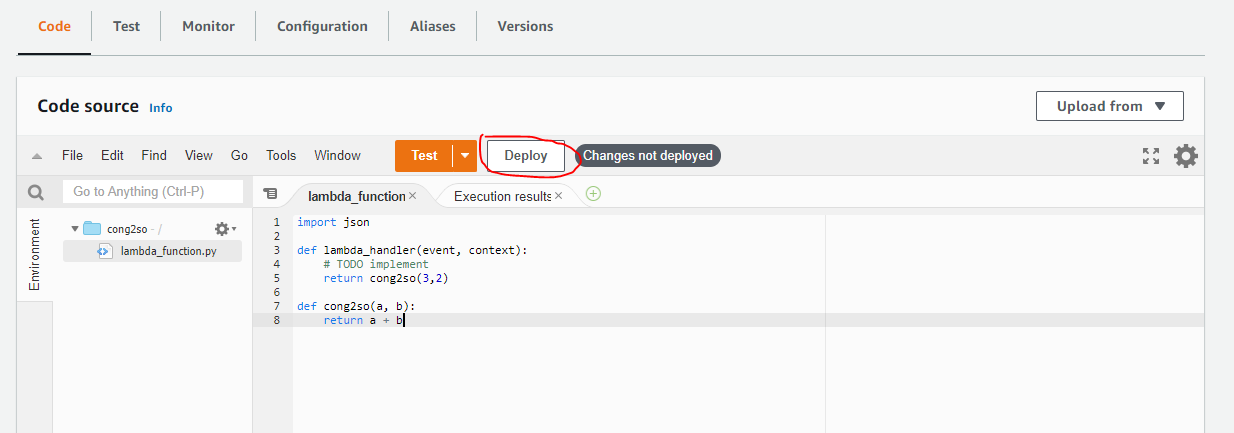 Code Test Monitor Configuration Aliases Versions
Code source Info
Upload from
File Edit Find View Go Tools Window Test Deploy Changes not deployed
Go to Anything (Ctrl-P)
lambda_function × Execution results ×
Environment
cong2so - /
lambda_function.py
1 import json
2
3 def lambda_handler(event, context):
4 # TODO implement
5 return cong2so(3,2)
6
7 def cong2so(a, b):
8 return a + b